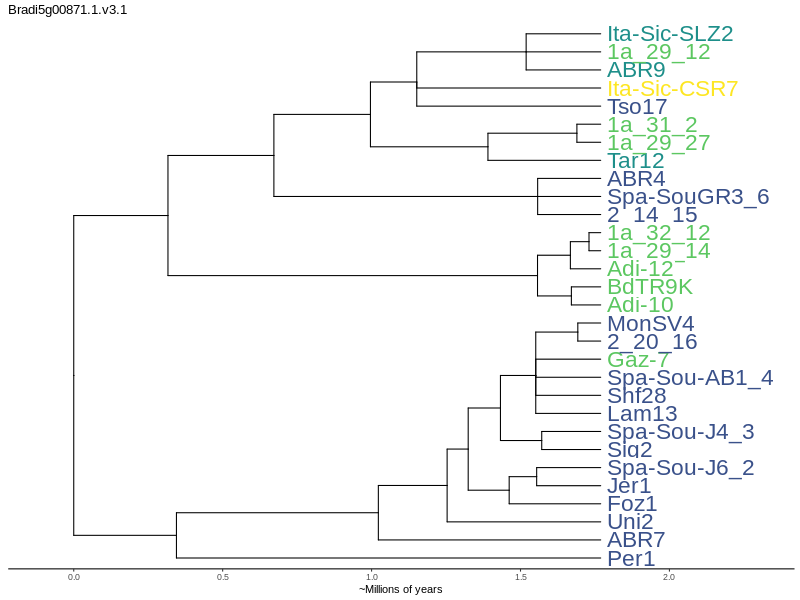 Bradi5g00871.1.v3.1
Ita-Sic-SLZ2
1a_29_12
ABR9
Ita-Sic-CSR7
Tso17
1a_31_2
1a_29_27
Tar12
ABR4
Spa-SouGR3_6
2_14_15
1a_32_12
1a_29_14
Adi-12
BdTR9K
Adi-10
MonSV4
2_20_16
Gaz-7
Spa-Sou-AB1_4
Shf28
Lam13
Spa-Sou-J4_3
Sig2
Spa-Sou-J6_2
Jer1
Foz1
Uni2
ABR7
Per1
0.0 0.5 1.0 1.5 2.0
~Millions of years